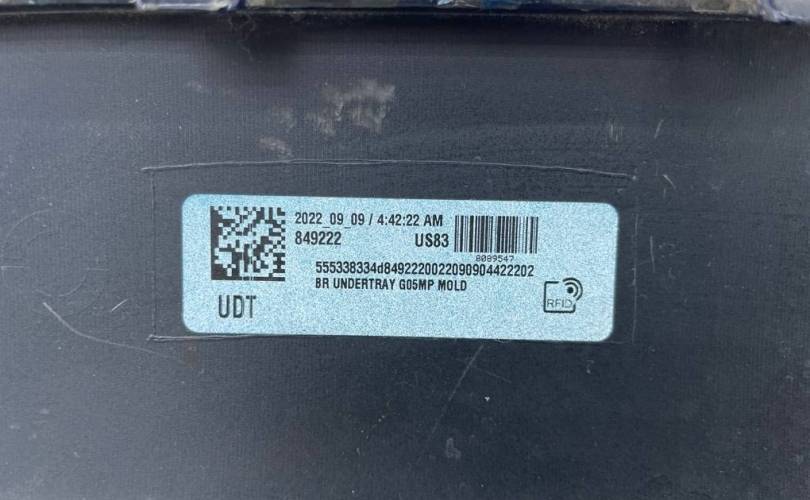 2022_09_09 / 4:42:22 AM
849222 US83
8089547
555338334d8492220022090904422202
BR UNDERTRAY G05MP MOLD
UDT
RFID